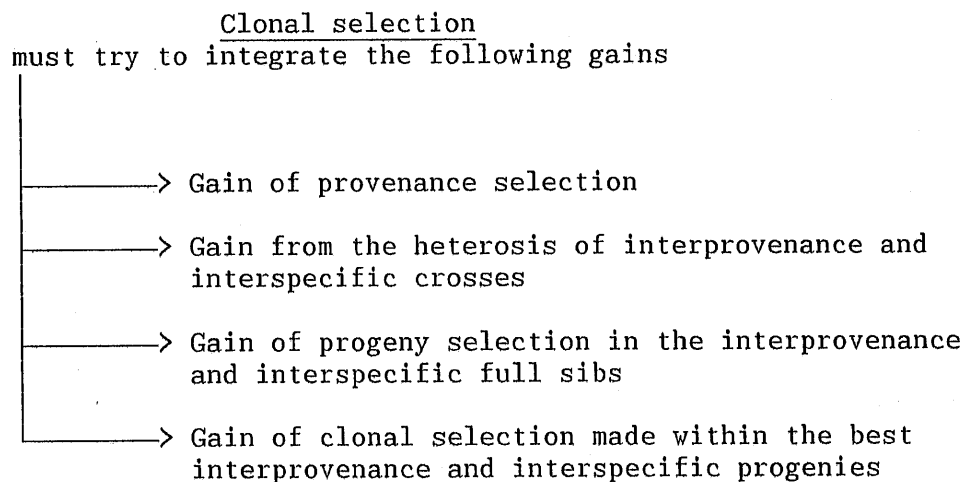 Clonal selection
must try to integrate the following gains
Gain of provenance selection
Gain from the heterosis of interprovenance and
interspecific crosses
Gain of progeny selection in the interprovenance
and interspecific full sibs
Gain of clonal selection made within the best
interprovenance and interspecific progenies